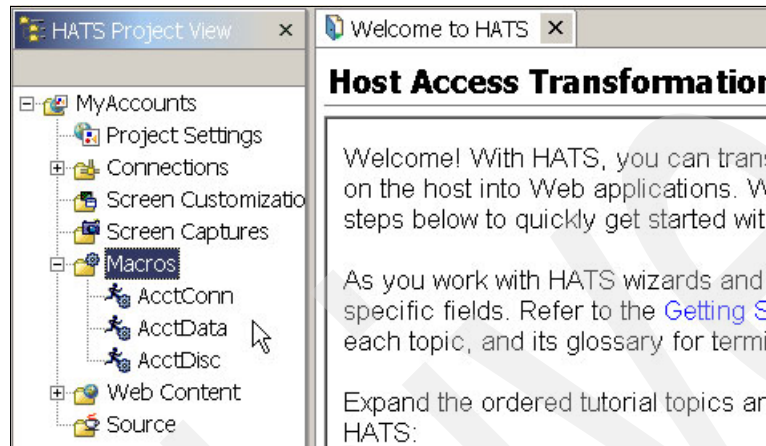 HATS Project View
MyAccounts
Project Settings
Connections
Screen Customizatio
Screen Captures
Macros
AcctConn
AcctData
AcctDisc
Web Content
Source
Welcome to HATS
Host Access Transformation
Welcome! With HATS, you can trans
on the host into Web applications. W
steps below to quickly get started wit
As you work with HATS wizards and
specific fields. Refer to the Getting S
each topic, and its glossary for termi
Expand the ordered tutorial topics an
HATS: